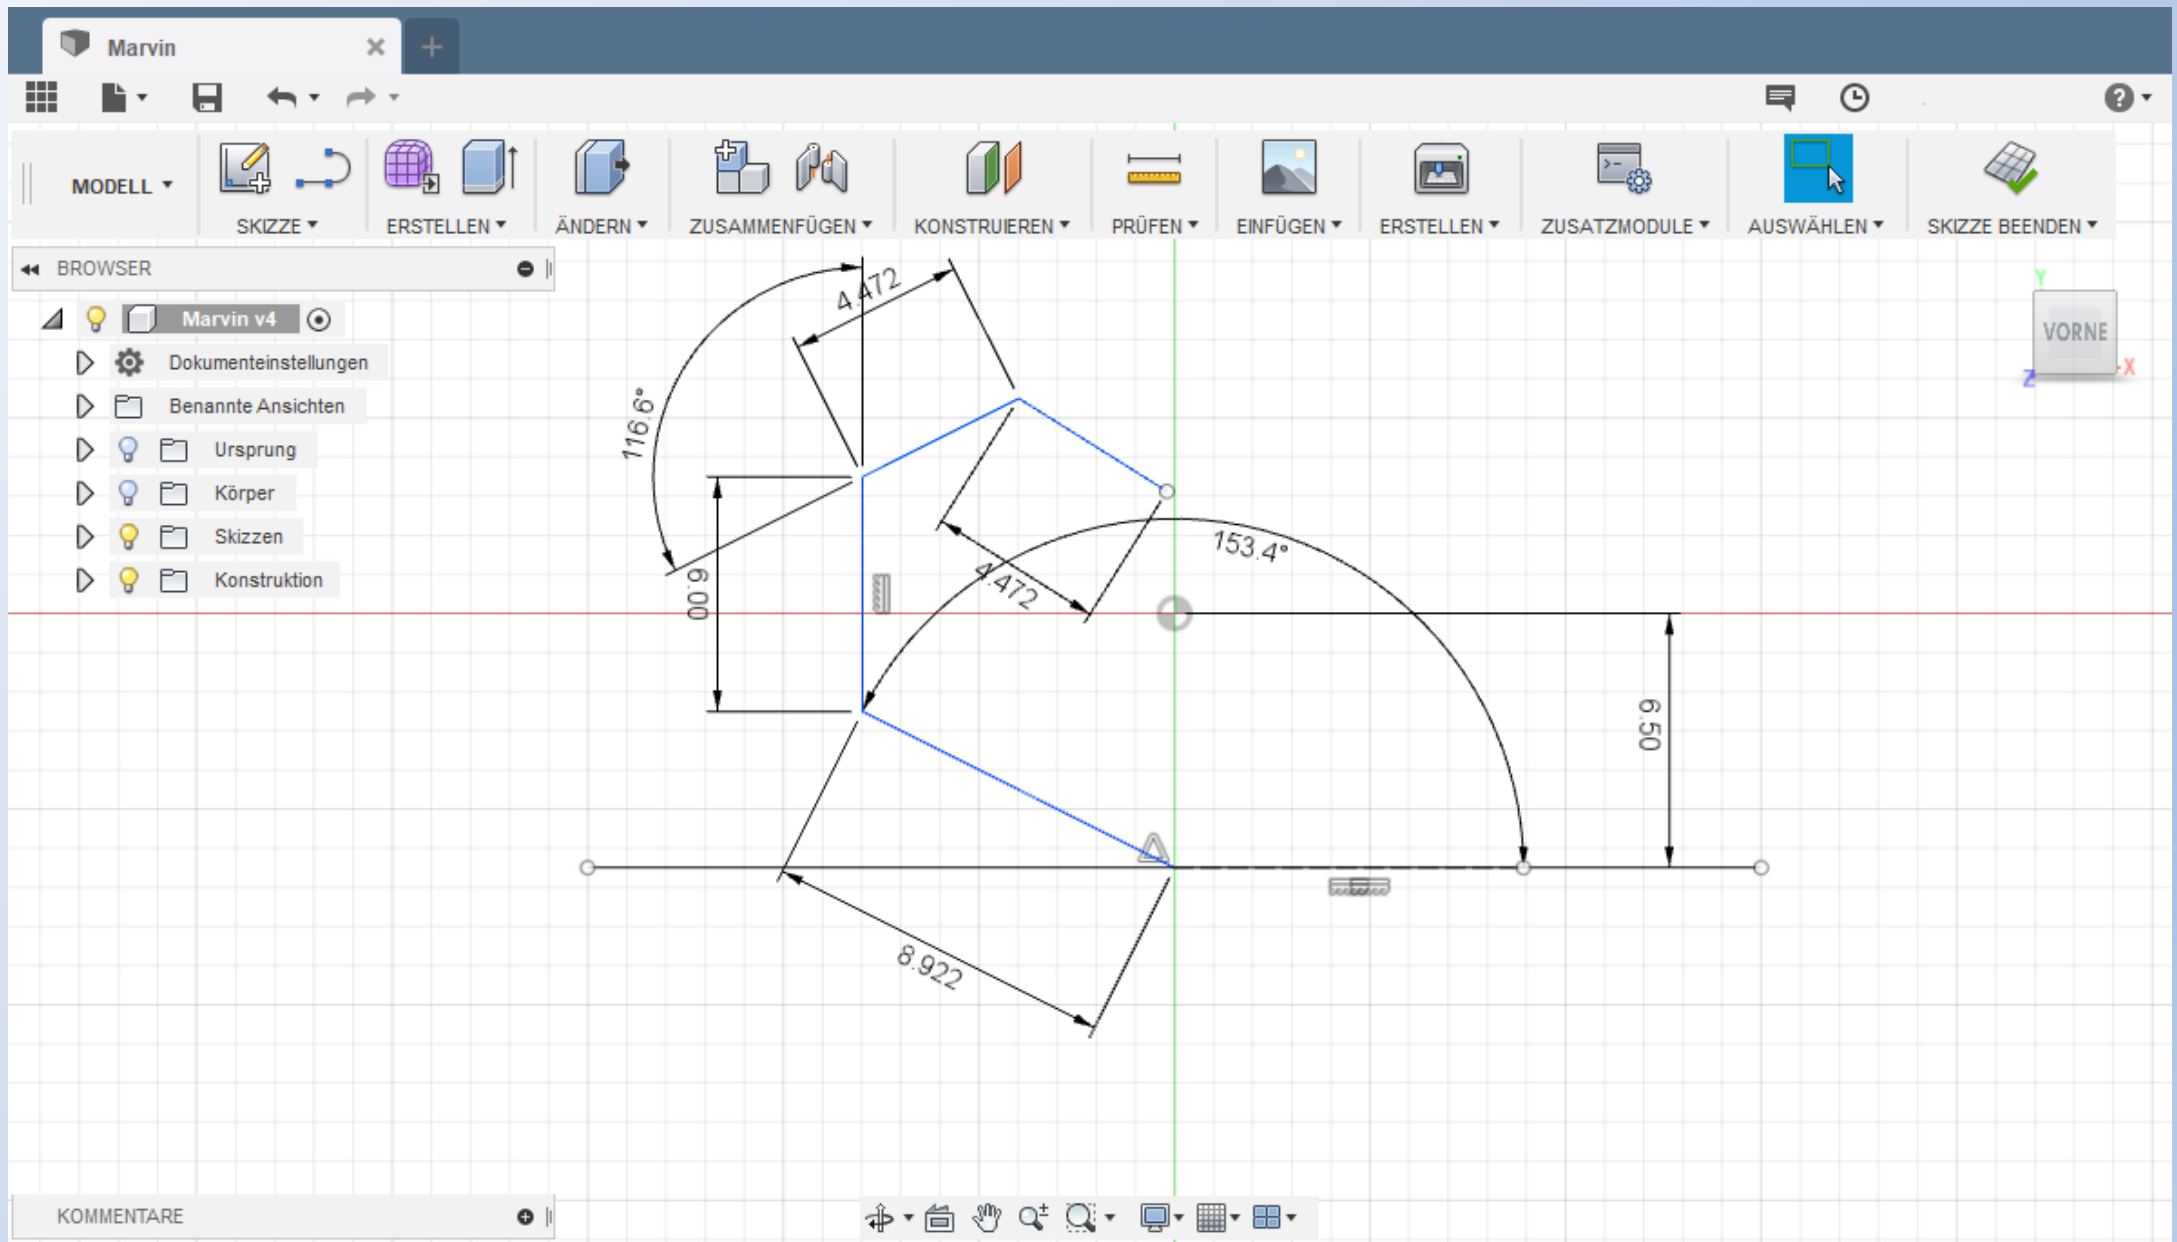 Marvin
MODELL
SKIZZE
ERSTELLEN
ÄNDERN
ZUSAMMENFÜGEN
KONSTRUIEREN
PRÜFEN
EINFÜGEN
ERSTELLEN
ZUSATZMODULE
AUSWÄHLEN
SKIZZE BEENDEN
BROWSER
Marvin v4
Dokumenteinstellungen
Benannte Ansichten
Ursprung
Körper
Skizzen
Konstruktion
4.472
116.6°
6.00
4.472
153.4°
6.50
8.922
Y
VORNE
X
Z
KOMMENTARE